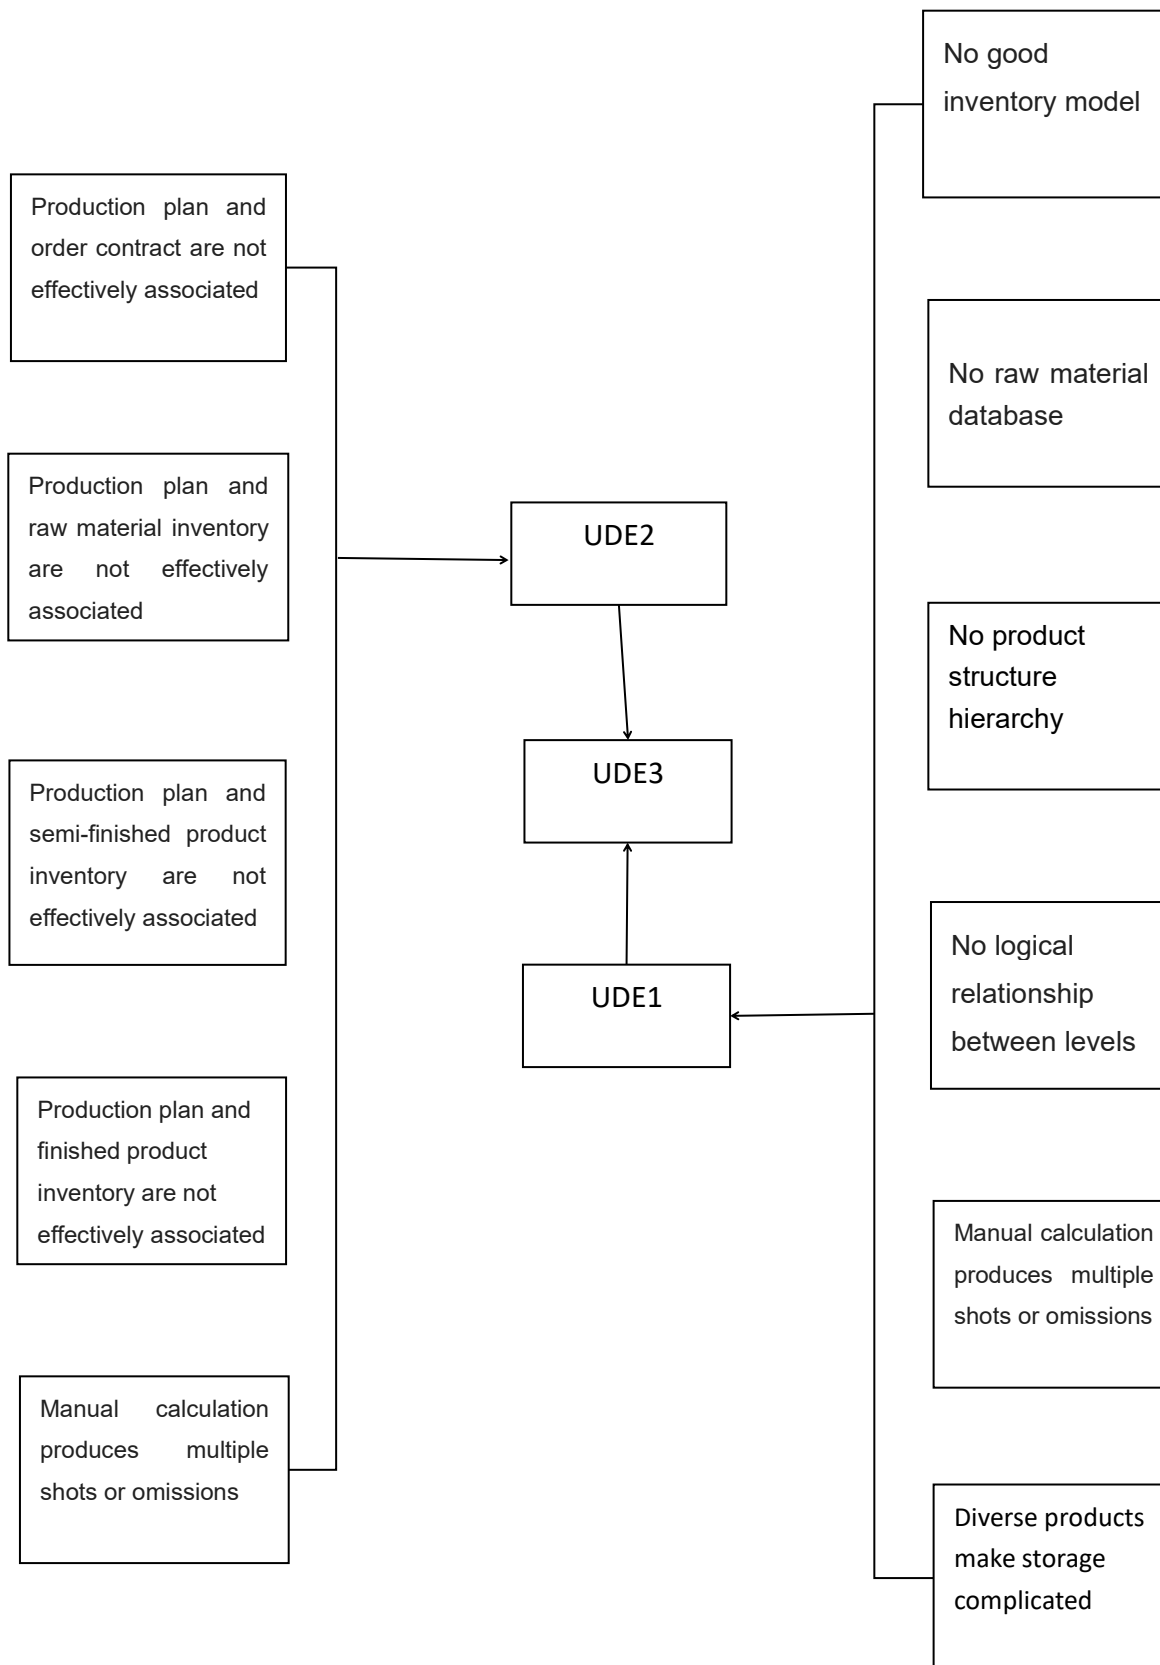 Production plan and
order contract are not
effectively associated
Production plan and
raw material inventory
are not effectively
associated
Production plan and
semi-finished product
inventory are not
effectively associated
Production plan and
finished product
inventory are not
effectively associated
Manual calculation
produces multiple
shots or omissions
UDE2
UDE3
UDE1
No good
inventory model
No raw material
database
No product
structure
hierarchy
No logical
relationship
between levels
Manual calculation
produces multiple
shots or omissions
Diverse products
make storage
complicated